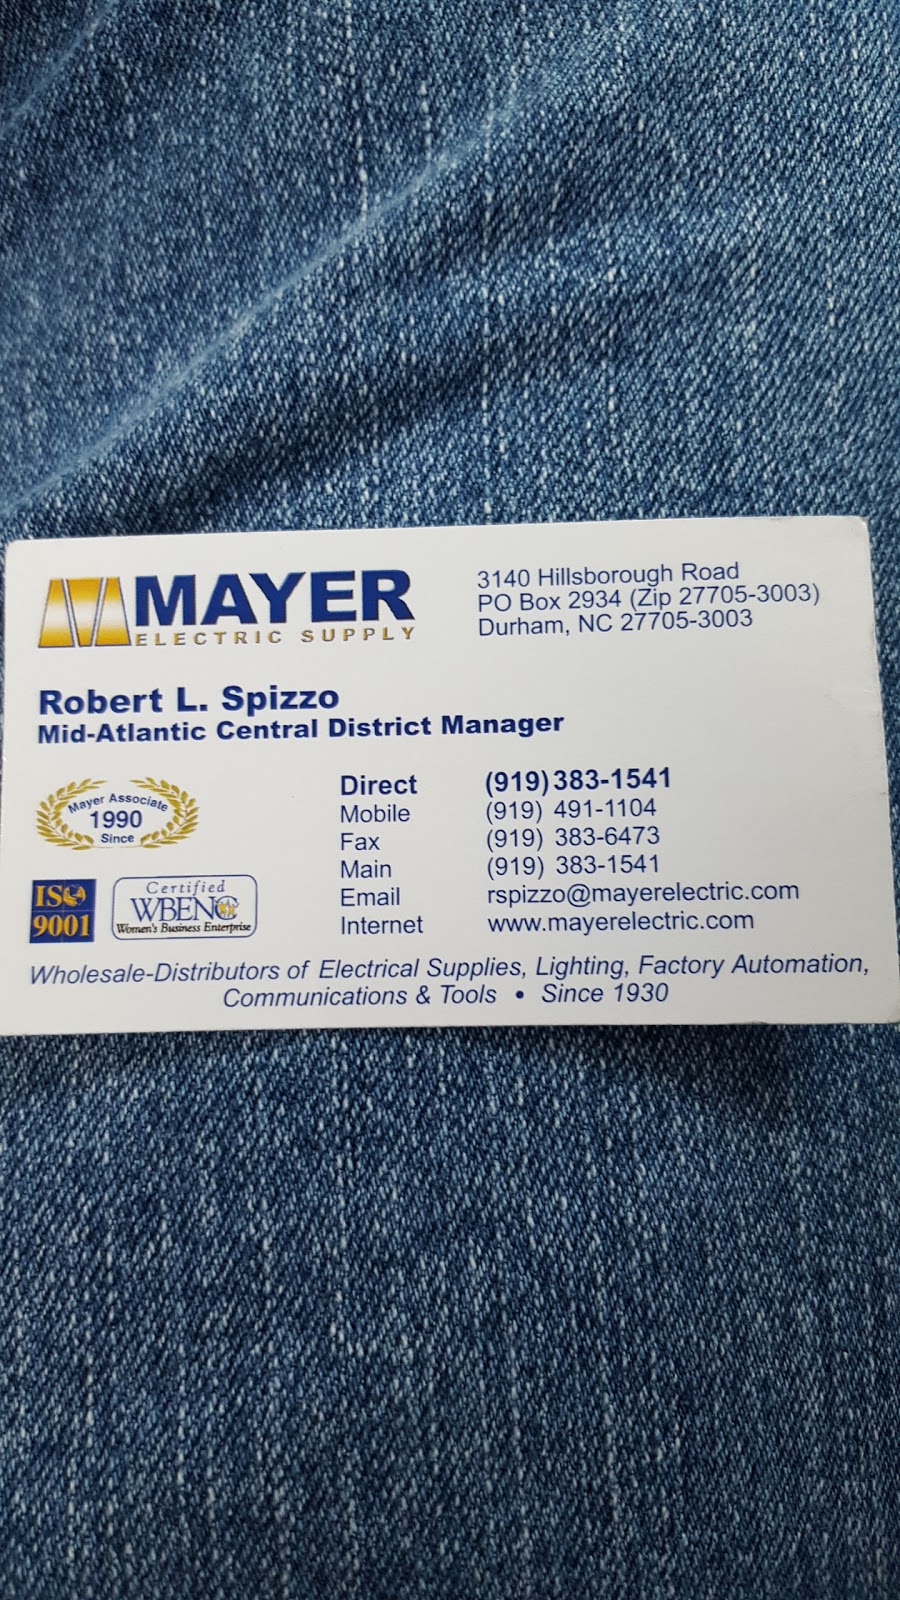 MAYER
ELECTRIC SUPPLY
3140 Hillsborough Road
PO Box 2934 (Zip 27705-3003)
Durham, NC 27705-3003
Robert L. Spizzo
Mid-Atlantic Central District Manager
Mayer Associate
1990
Since
ISO
9001
Certified
WBENC
Women's Business Enterprise
Direct (919) 383-1541
Mobile (919) 491-1104
Fax (919) 383-6473
Main (919) 383-1541
Email rspizzo@mayerelectric.com
Internet www.mayerelectric.com
Wholesale-Distributors of Electrical Supplies, Lighting, Factory Automation,
Communications & Tools • Since 1930